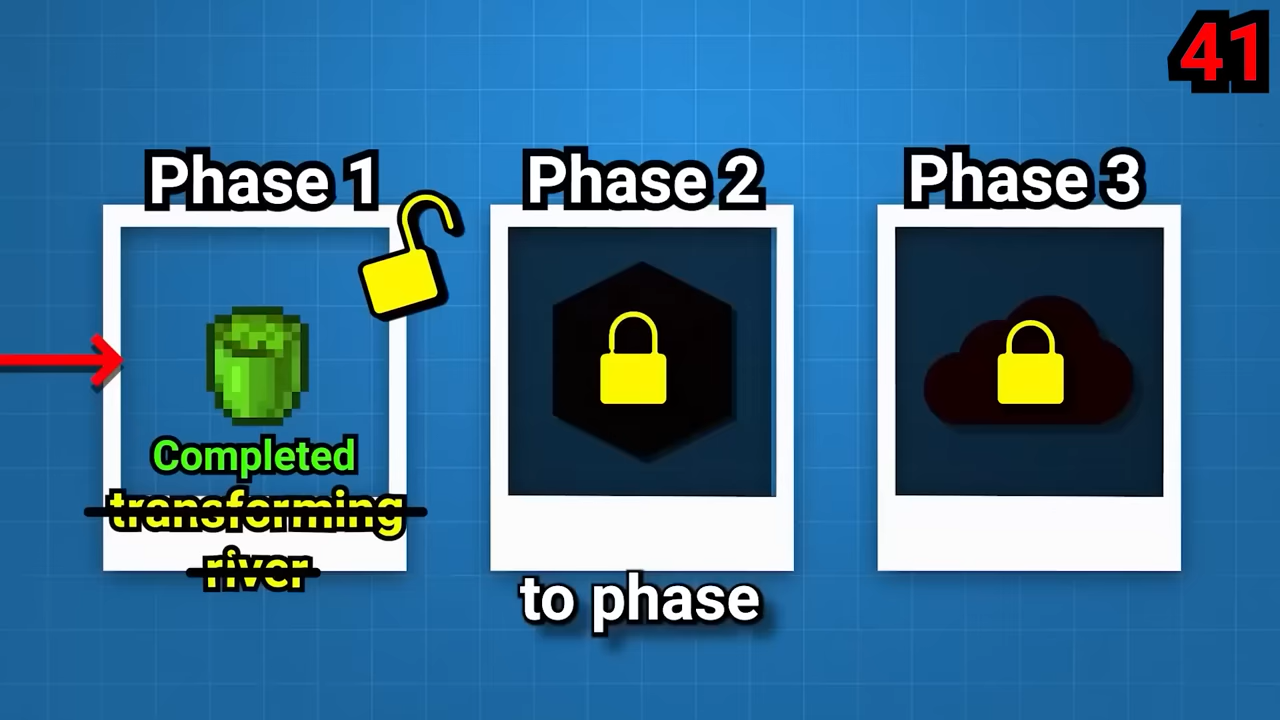 41
Phase 1
Phase 2
Phase 3
Completed
transforming
river
to phase